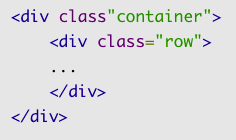 <div class"container">
<div class="row">
...
</div>
</div>